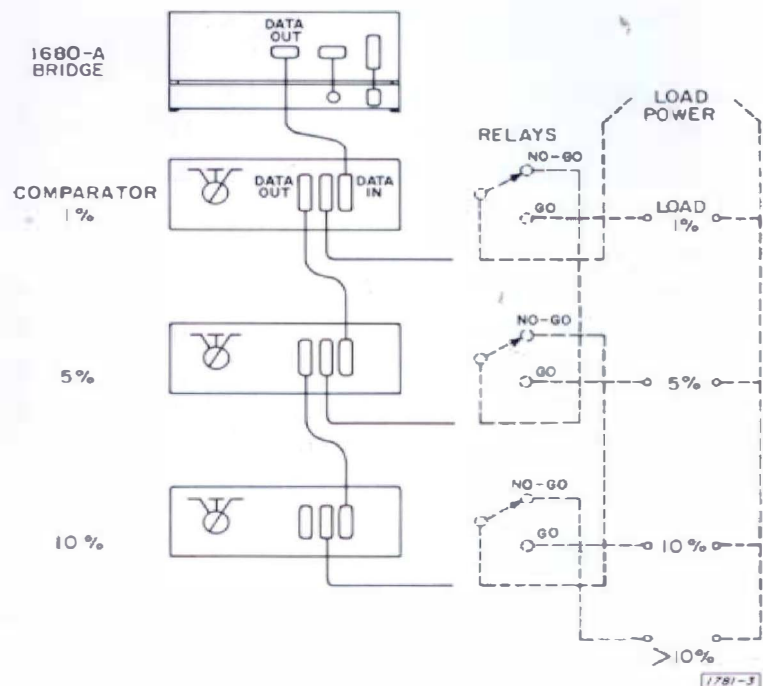 1680-A
BRIDGE
DATA
OUT
LOAD
POWER
RELAYS
NO-GO
COMPARATOR
1%
DATA
OUT
DATA
IN
GO
LOAD
1%
NO-GO
5%
GO
5%
NO-GO
10%
GO
10%
>10%
1781-3